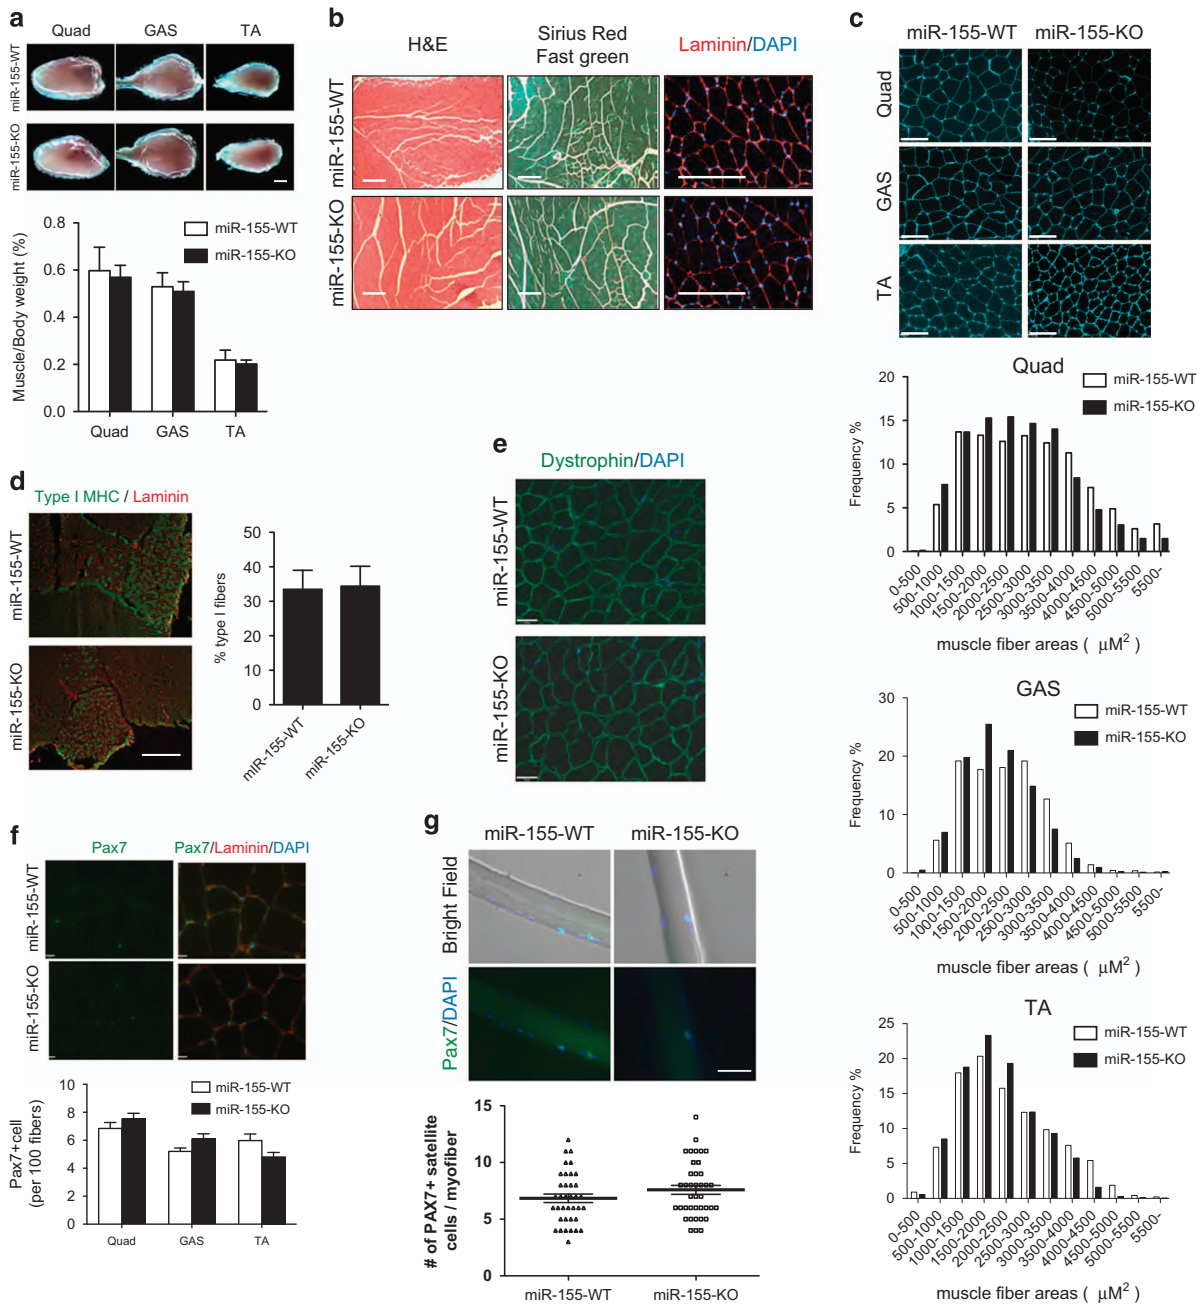 a
Quad GAS TA
miR-155-WT
miR-155-KO
Muscle/Body weight (%)
0.8
0.6
0.4
0.2
0.0
miR-155-WT
miR-155-KO
Quad GAS TA
b
H&E
Sirius Red
Fast green
Laminin/DAPI
miR-155-WT
miR-155-KO
c
miR-155-WT miR-155-KO
Quad
GAS
TA
Quad
miR-155-WT
miR-155-KO
Frequency %
20
15
10
5
0
0-500
500-1000
1000-1500
1500-2000
2000-2500
2500-3000
3000-3500
3500-4000
4000-4500
4500-5000
5000-5500
5500-
muscle fiber areas ( μM²)
GAS
miR-155-WT
miR-155-KO
Frequency %
30
20
10
0
0-500
500-1000
1000-1500
1500-2000
2000-2500
2500-3000
3000-3500
3500-4000
4000-4500
4500-5000
5000-5500
5500-
muscle fiber areas ( μM²)
TA
miR-155-WT
miR-155-KO
Frequency %
25
20
15
10
5
0
0-500
500-1000
1000-1500
1500-2000
2000-2500
2500-3000
3000-3500
3500-4000
4000-4500
4500-5000
5000-5500
5500-
muscle fiber areas ( μM²)
d
Type I MHC / Laminin
miR-155-WT
miR-155-KO
% type I fibers
50
40
30
20
10
0
miR-155-WT
miR-155-KO
e
Dystrophin/DAPI
miR-155-WT
miR-155-KO
f
Pax7 Pax7/Laminin/DAPI
miR-155-WT
miR-155-KO
Pax7+cell
(per 100 fibers)
10
8
6
4
2
0
miR-155-WT
miR-155-KO
Quad GAS TA
g
miR-155-WT miR-155-KO
Bright Field
Pax7/DAPI
# of PAX7+ satellite
cells / myofiber
15
10
5
0
miR-155-WT miR-155-KO